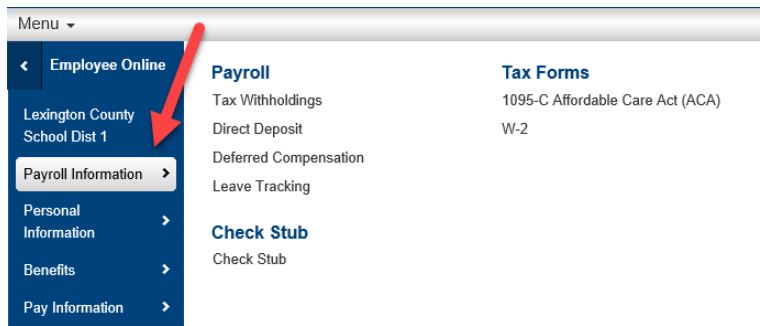 Menu
Employee Online
Lexington County
School Dist 1
Payroll Information
Personal
Information
Benefits
Pay Information
Payroll
Tax Withholdings
Direct Deposit
Deferred Compensation
Leave Tracking
Check Stub
Check Stub
Tax Forms
1095-C Affordable Care Act (ACA)
W-2